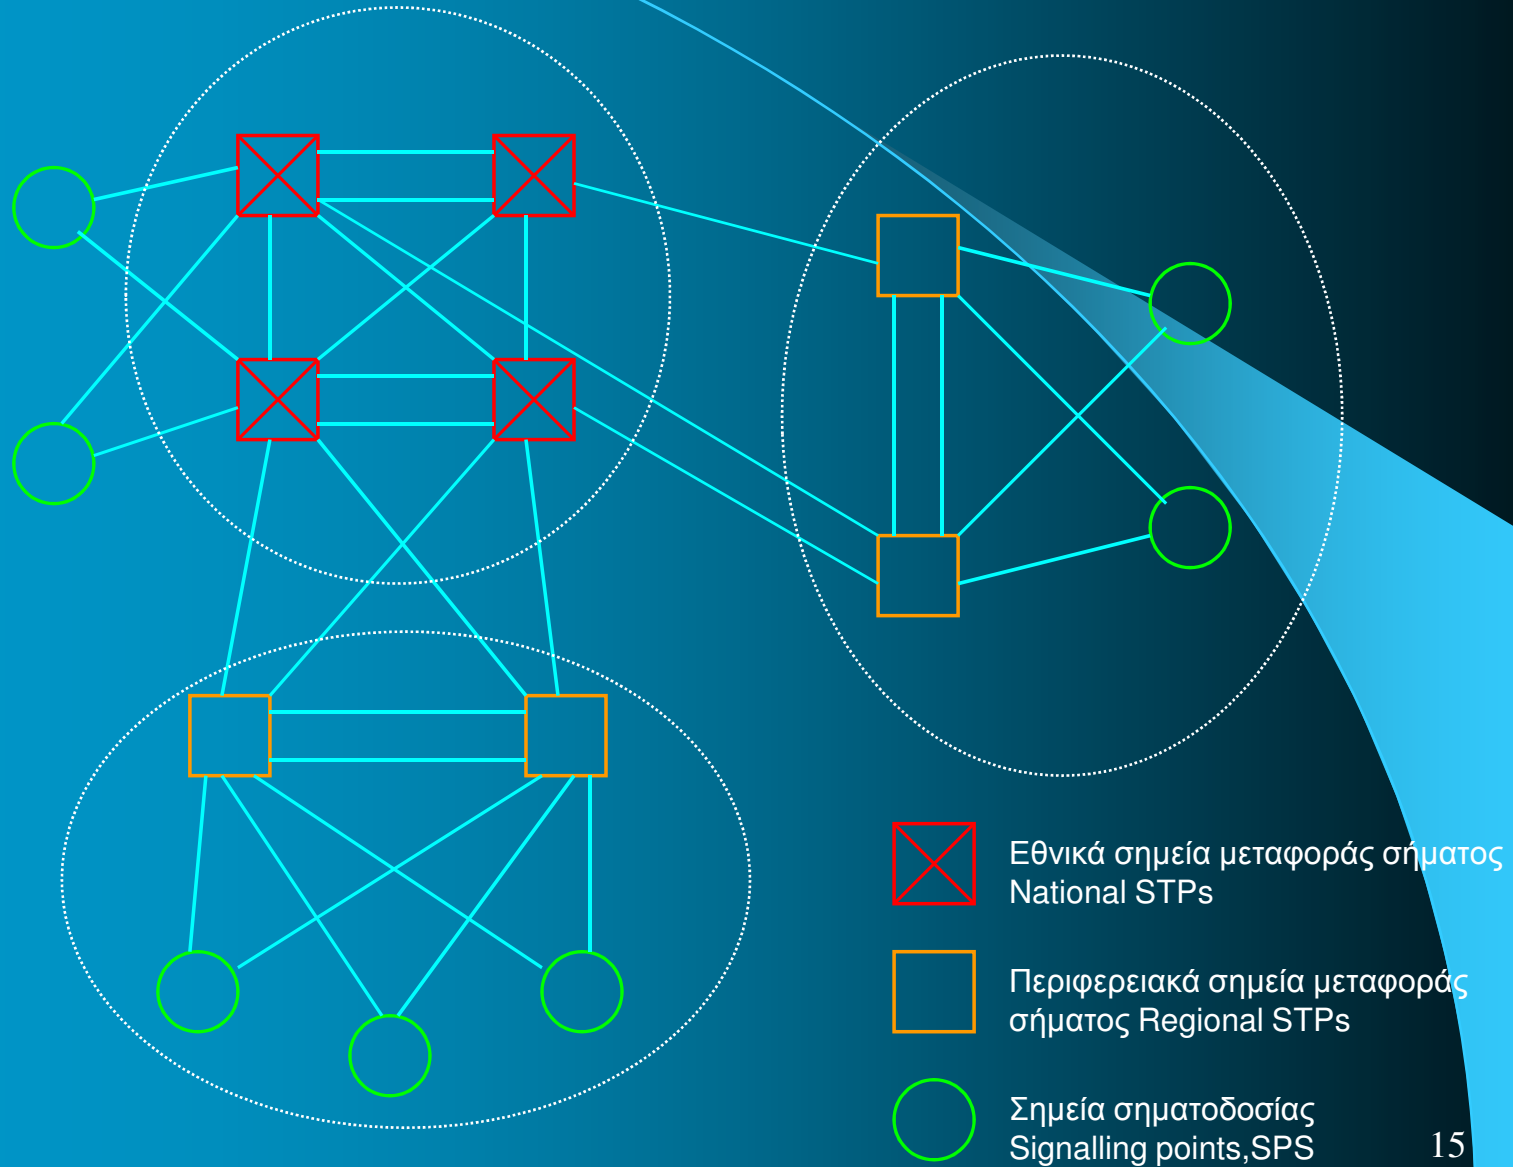 Εθνικά σημεία μεταφοράς σήματος
National STPs
Περιφερειακά σημεία μεταφοράς
σήματος Regional STPs
Σημεία σηματοδοσίας
Signalling points,SPS
15